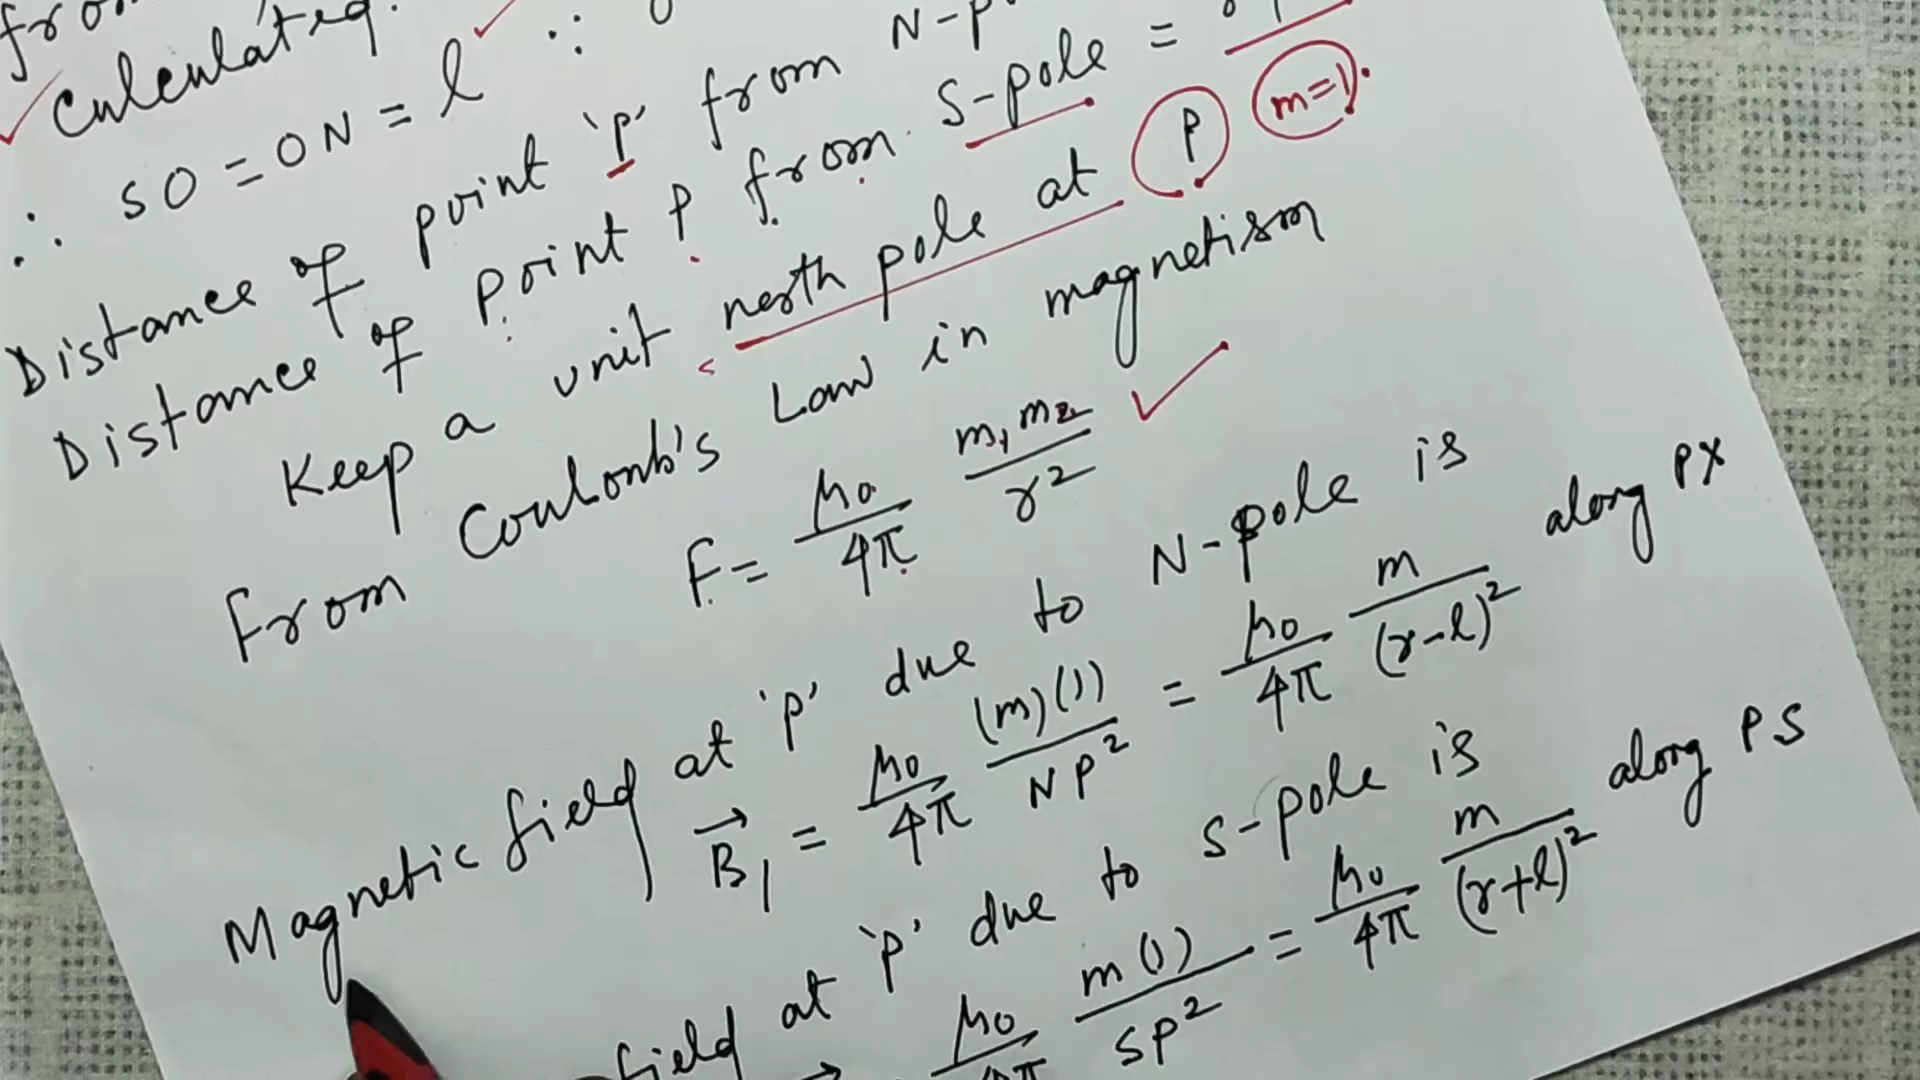 from
Calculated.
∴ SO = ON = l ∵
Distance of point 'P' from N-P
Distance of Point P from S-pole =
Keep a unit north pole at P m=1
From Coulomb's Law in magnetism
F = μ₀/4π m₁m₂/r²
Magnetic field at 'P' due to N-pole is
B⃗₁ = μ₀/4π (m)(1)/NP² = μ₀/4π m/(r-l)² along PX
field at 'P' due to S-pole is
μ₀/4π m(1)/SP² = μ₀/4π m/(r+l)² along PS